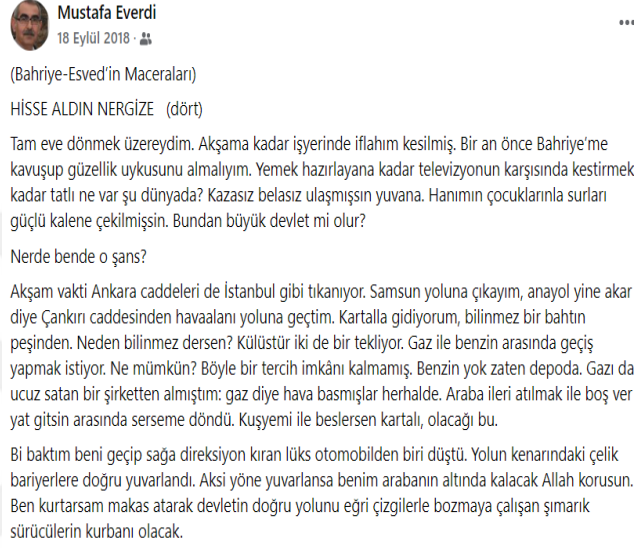 Mustafa Everdi
18 Eylül 2018 ·
(Bahriye-Esved'in Maceraları)
HİSSE ALDIN NERGİZE (dört)
Tam eve dönmek üzereydim. Akşama kadar işyerinde iflahım kesilmiş. Bir an önce Bahriye'me
kavuşup güzellik uykusunu almalıyım. Yemek hazırlayana kadar televizyonun karşısında kestirmek
kadar tatlı ne var şu dünyada? Kazasız belasız ulaşmışsın yuvana. Hanımın çocuklarınla surları
güçlü kalene çekilmişsin. Bundan büyük devlet mi olur?
Nerde bende o şans?
Akşam vakti Ankara caddeleri de İstanbul gibi tıkanıyor. Samsun yoluna çıkayım, anayol yine akar
diye Çankırı caddesinden havaalanı yoluna geçtim. Kartalla gidiyorum, bilinmez bir bahtın
peşinden. Neden bilinmez dersen? Külüstür iki de bir tekliyor. Gaz ile benzin arasında geçiş
yapmak istiyor. Ne mümkün? Böyle bir tercih imkânı kalmamış. Benzin yok zaten depoda. Gazı da
ucuz satan bir şirketten almıştım: gaz diye hava basmışlar herhalde. Araba ileri atılmak ile boş ver
yat gitsin arasında serseme döndü. Kuşyemi ile beslersen kartalı, olacağı bu.
Bi baktım beni geçip sağa direksiyon kıran lüks otomobilden biri düştü. Yolun kenarındaki çelik
bariyerlere doğru yuvarlandı. Aksi yöne yuvarlansa benim arabanın altında kalacak Allah korusun.
Ben kurtarsam makas atarak devletin doğru yolunu eğri çizgilerle bozmaya çalışan şımarık
sürücülerin kurbanı olacak.